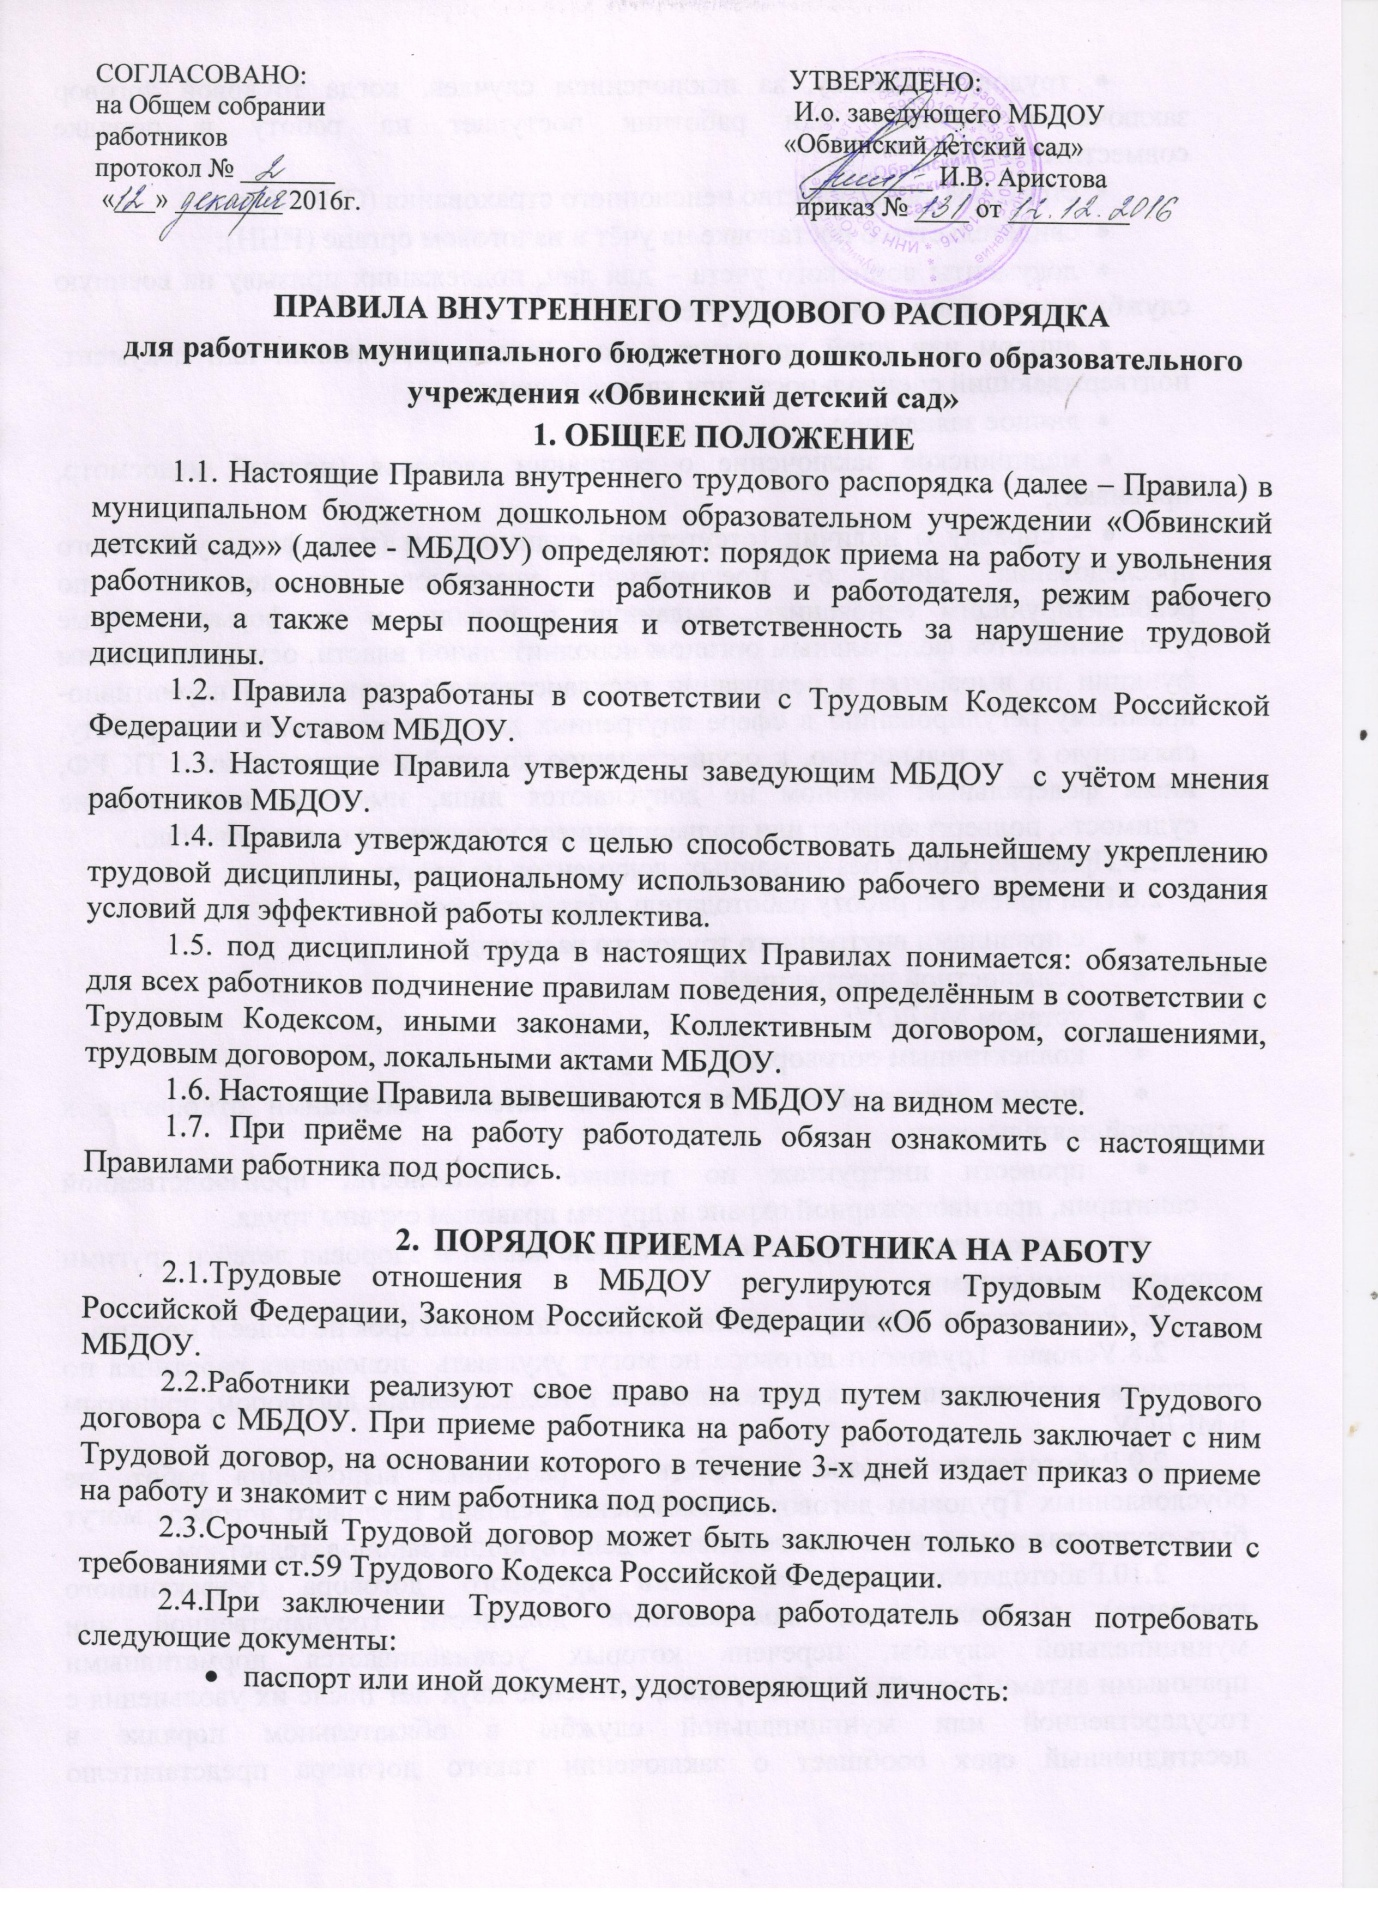 СОГЛАСОВАНО:
на Общем собрании
работников
протокол № 2
«12» декабря 2016г.
УТВЕРЖДЕНО:
И.о. заведующего МБДОУ
«Обвинский детский сад»
И.В. Аристова
приказ № 131 от 12.12.2016
ПРАВИЛА ВНУТРЕННЕГО ТРУДОВОГО РАСПОРЯДКА
для работников муниципального бюджетного дошкольного образовательного
учреждения «Обвинский детский сад»
1. ОБЩЕЕ ПОЛОЖЕНИЕ
1.1. Настоящие Правила внутреннего трудового распорядка (далее – Правила) в
муниципальном бюджетном дошкольном образовательном учреждении «Обвинский
детский сад»» (далее - МБДОУ) определяют: порядок приема на работу и увольнения
работников, основные обязанности работников и работодателя, режим рабочего
времени, а также меры поощрения и ответственность за нарушение трудовой
дисциплины.
1.2. Правила разработаны в соответствии с Трудовым Кодексом Российской
Федерации и Уставом МБДОУ.
1.3. Настоящие Правила утверждены заведующим МБДОУ с учётом мнения
работников МБДОУ.
1.4. Правила утверждаются с целью способствовать дальнейшему укреплению
трудовой дисциплины, рациональному использованию рабочего времени и создания
условий для эффективной работы коллектива.
1.5. под дисциплиной труда в настоящих Правилах понимается: обязательные
для всех работников подчинение правилам поведения, определённым в соответствии с
Трудовым Кодексом, иными законами, Коллективным договором, соглашениями,
трудовым договором, локальными актами МБДОУ.
1.6. Настоящие Правила вывешиваются в МБДОУ на видном месте.
1.7. При приёме на работу работодатель обязан ознакомить с настоящими
Правилами работника под роспись.
2. ПОРЯДОК ПРИЕМА РАБОТНИКА НА РАБОТУ
2.1.Трудовые отношения в МБДОУ регулируются Трудовым Кодексом
Российской Федерации, Законом Российской Федерации «Об образовании», Уставом
МБДОУ.
2.2.Работники реализуют свое право на труд путем заключения Трудового
договора с МБДОУ. При приеме работника на работу работодатель заключает с ним
Трудовой договор, на основании которого в течение 3-х дней издает приказ о приеме
на работу и знакомит с ним работника под роспись.
2.3.Срочный Трудовой договор может быть заключен только в соответствии с
требованиями ст.59 Трудового Кодекса Российской Федерации.
2.4.При заключении Трудового договора работодатель обязан потребовать
следующие документы:
• паспорт или иной документ, удостоверяющий личность: